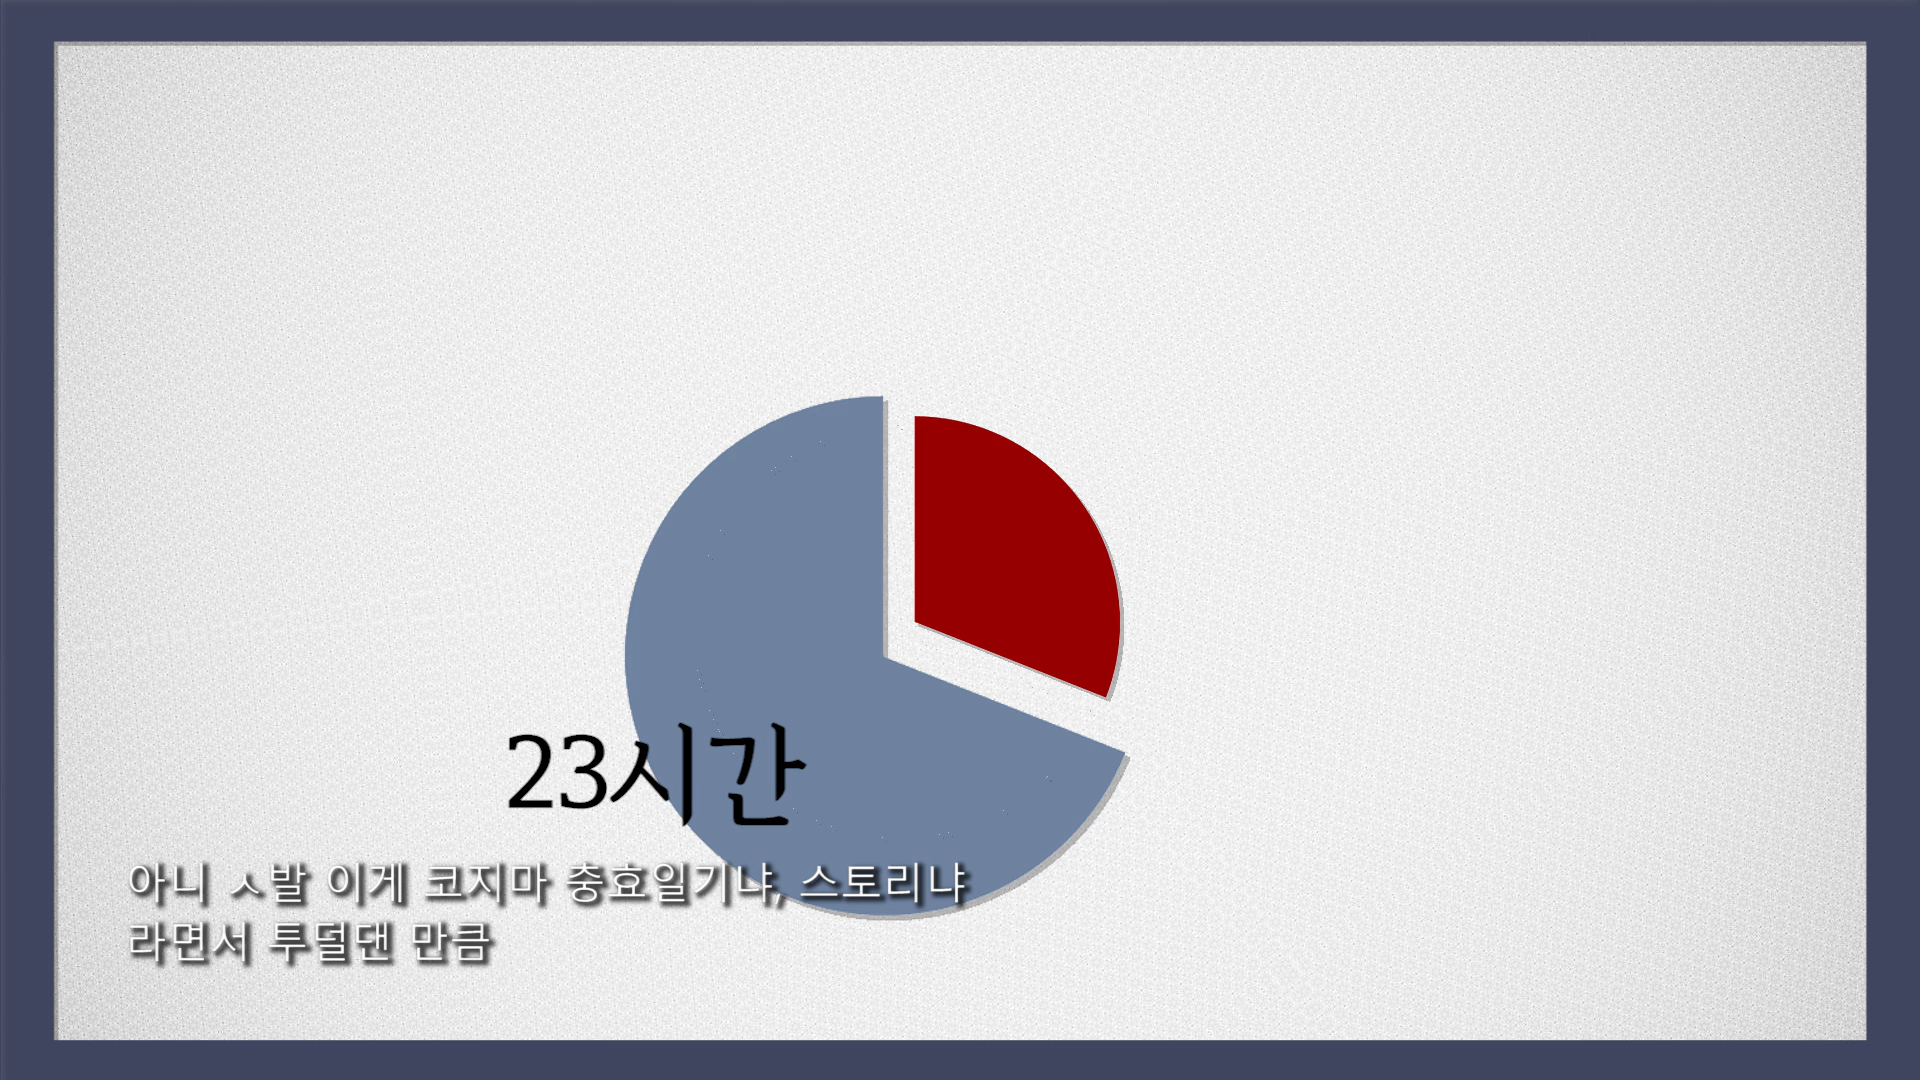 23시간
아니 ㅅ발 이게 코지마 충효일기냐, 스토리냐
라면서 투덜댄 만큼